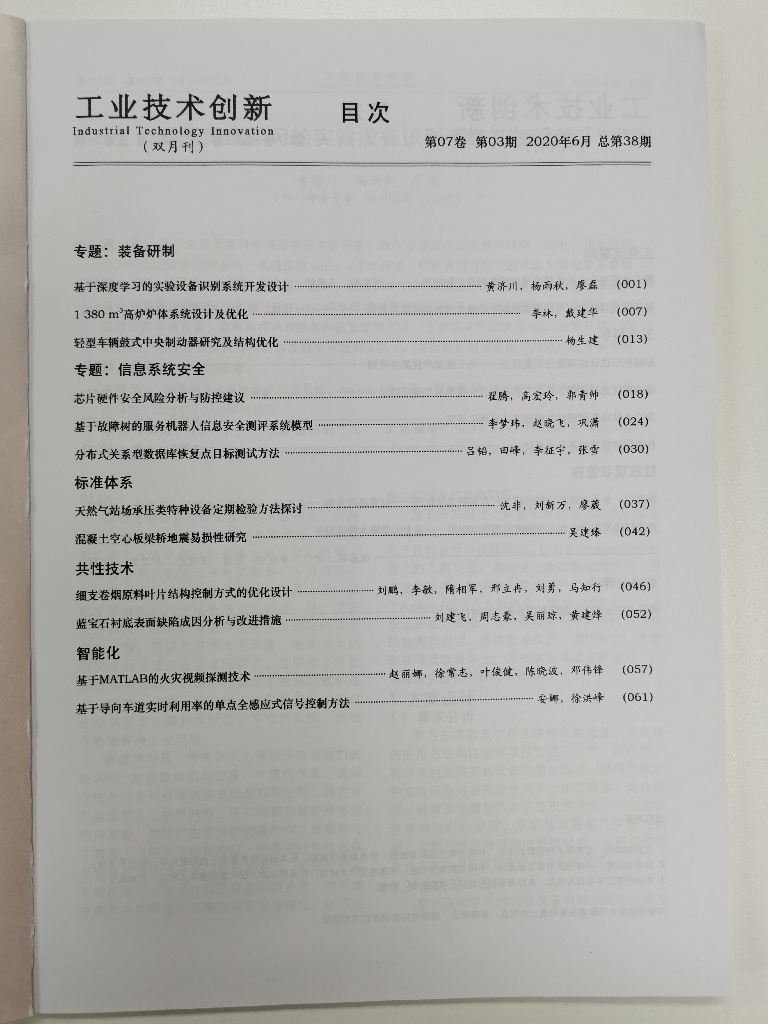 工业技术创新
Industrial Technology Innovation
（双月刊）
目次
第07卷 第03期 2020年6月 总第38期
专题：装备研制
基于深度学习的实验设备识别系统开发设计 黄济川，杨雨秋，廖磊 (001)
1 380 m³高炉炉体系统设计及优化 李林，戴建华 (007)
轻型车辆鼓式中央制动器研究及结构优化 杨生建 (013)
专题：信息系统安全
芯片硬件安全风险分析与防控建议 翟腾，高宏玲，郭青帅 (018)
基于故障树的服务机器人信息安全测评系统模型 李梦玮，赵晓飞，巩潇 (024)
分布式关系型数据库恢复点目标测试方法 吕韬，田峰，李征宇，张雪 (030)
标准体系
天然气站场承压类特种设备定期检验方法探讨 沈非，刘新万，廖葳 (037)
混凝土空心板梁桥地震易损性研究 吴建臻 (042)
共性技术
细支卷烟原料叶片结构控制方式的优化设计 刘鹏，李敏，隋相军，邢立冉，刘勇，马知行 (046)
蓝宝石衬底表面缺陷成因分析与改进措施 刘建飞，周志豪，吴丽琼，黄建烽 (052)
智能化
基于MATLAB的火灾视频探测技术 赵丽娜，徐常志，叶俊健，陈晓波，邓伟锋 (057)
基于导向车道实时利用率的单点全感应式信号控制方法 安娜，徐洪峰 (061)